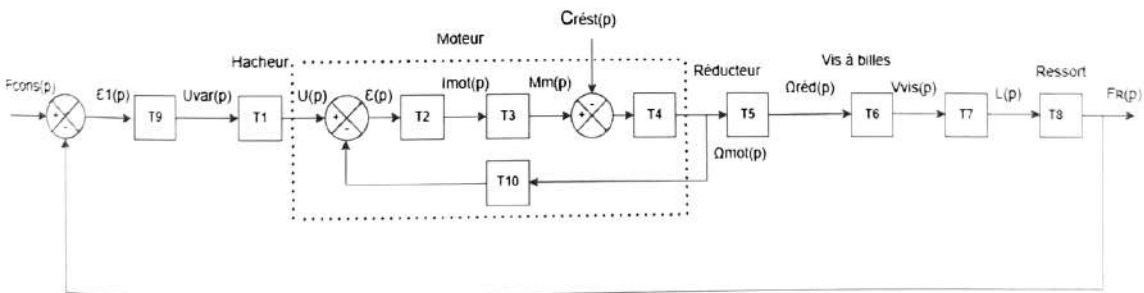 Crést(p)
Moteur
Hacheur
Réducteur
Vis à billes
Ressort
Fcons(p)
Ɛ1(p)
Uvar(p)
U(p)
Ɛ(p)
Imot(p)
Mm(p)
Ωréd(p)
Vvis(p)
L(p)
FR(p)
+
-
T9
T1
+
-
T2
T3
+
-
T4
T5
T6
T7
T8
Ωmot(p)
T10